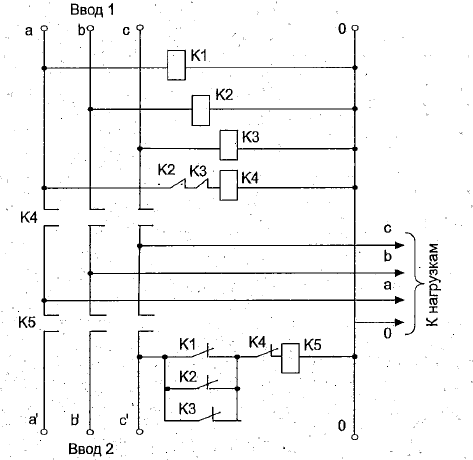 Ввод 1
a b c 0
K1
K2
K3
K2 K3 K4
K4
c
b
a
0
К нагрузкам
K5
K1 K4 K5
K2
K3
a' b' c' 0
Ввод 2